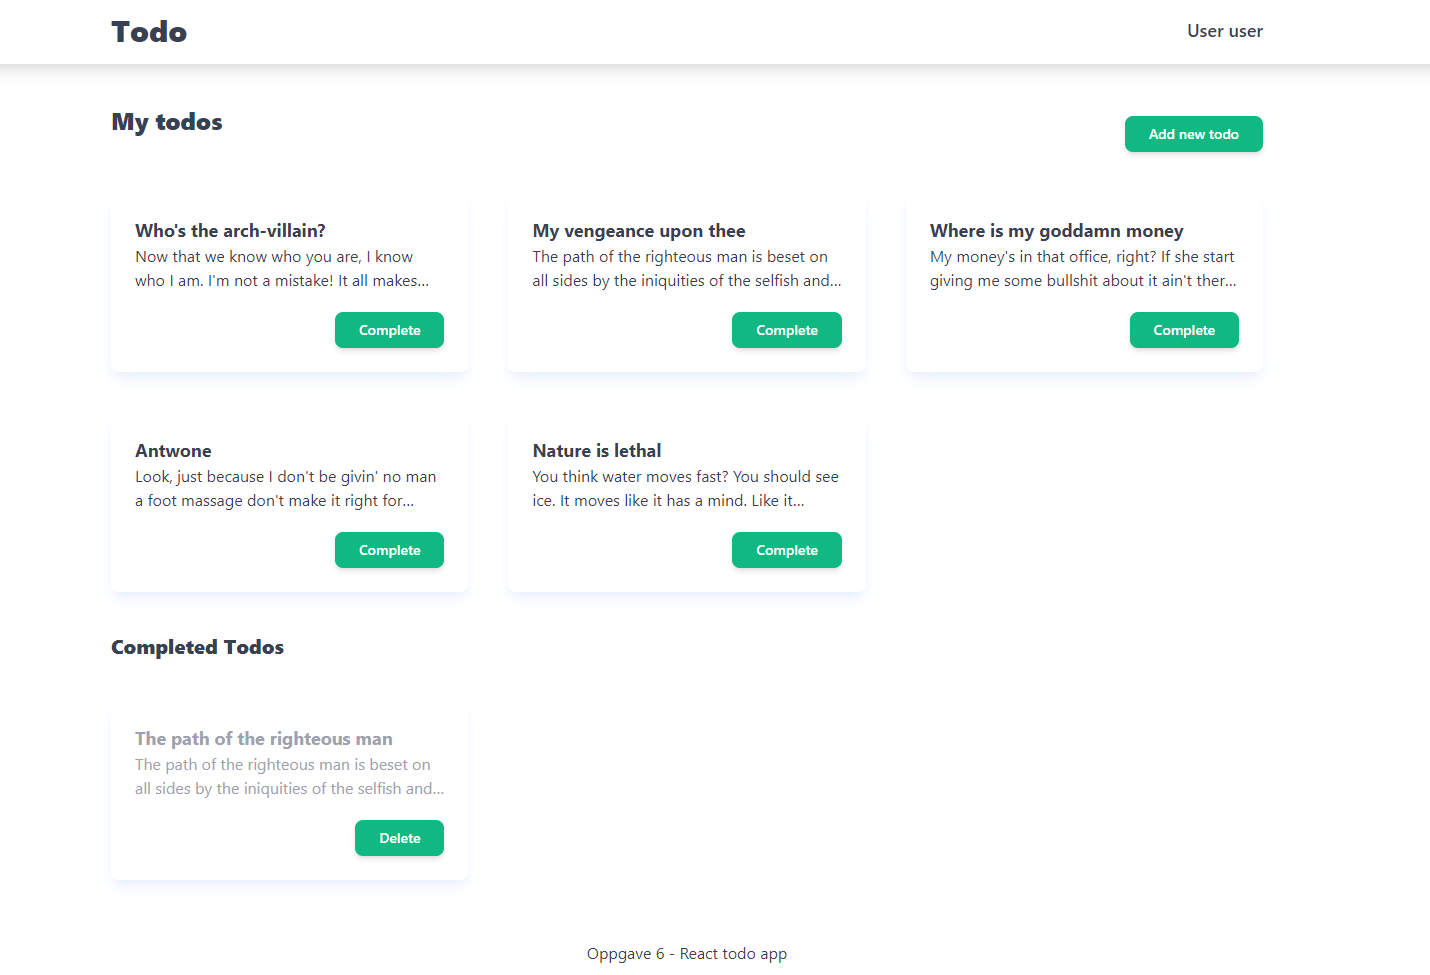 Todo
User user
My todos
Add new todo
Who's the arch-villain?
Now that we know who you are, I know
who I am. I'm not a mistake! It all makes...
Complete
My vengeance upon thee
The path of the righteous man is beset on
all sides by the iniquities of the selfish and...
Complete
Where is my goddamn money
My money's in that office, right? If she start
giving me some bullshit about it ain't ther...
Complete
Antwone
Look, just because I don't be givin' no man
a foot massage don't make it right for...
Complete
Nature is lethal
You think water moves fast? You should see
ice. It moves like it has a mind. Like it...
Complete
Completed Todos
The path of the righteous man
The path of the righteous man is beset on
all sides by the iniquities of the selfish and...
Delete
Oppgave 6 - React todo app